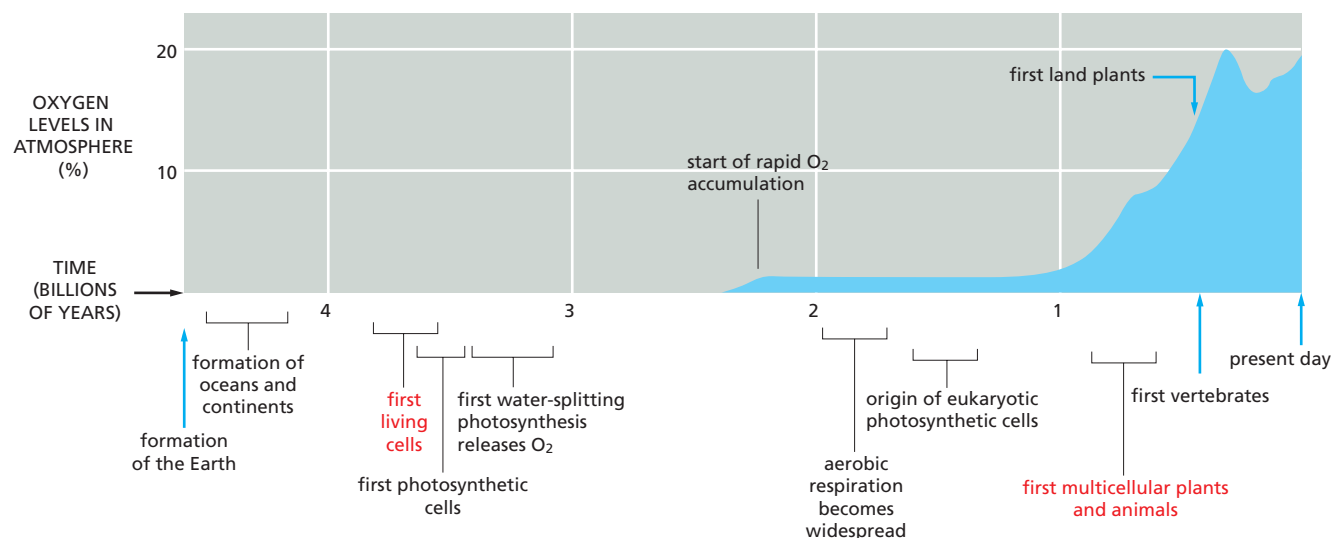 20
10
OXYGEN
LEVELS IN
ATMOSPHERE
(%)
first land plants
start of rapid O₂
accumulation
TIME
(BILLIONS
OF YEARS)
4
3
2
1
formation of
oceans and
continents
formation
of the Earth
first
living
cells
first water-splitting
photosynthesis
releases O₂
first photosynthetic
cells
aerobic
respiration
becomes
widespread
origin of eukaryotic
photosynthetic cells
first multicellular plants
and animals
first vertebrates
present day